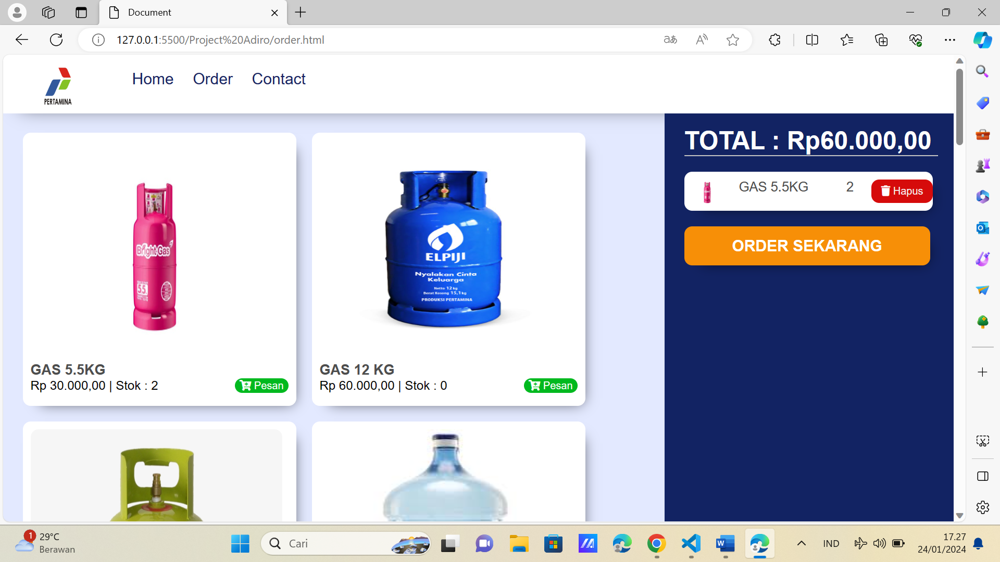 Document
127.0.0.1:5500/Project%20Adiro/order.html
PERTAMINA
Home Order Contact
TOTAL : Rp60.000,00
GAS 5.5KG 2 Hapus
ORDER SEKARANG
Bright Gas
5.5
ELPIJI
Nyalakan Cinta
Keluarga
Netto 12 kg
Berat Kosong 15,1 kg
PRODUKSI PERTAMINA
GAS 5.5KG
Rp 30.000,00 | Stok : 2 Pesan
GAS 12 KG
Rp 60.000,00 | Stok : 0 Pesan
1
29°C
Berawan
Cari
IND
17.27
24/01/2024